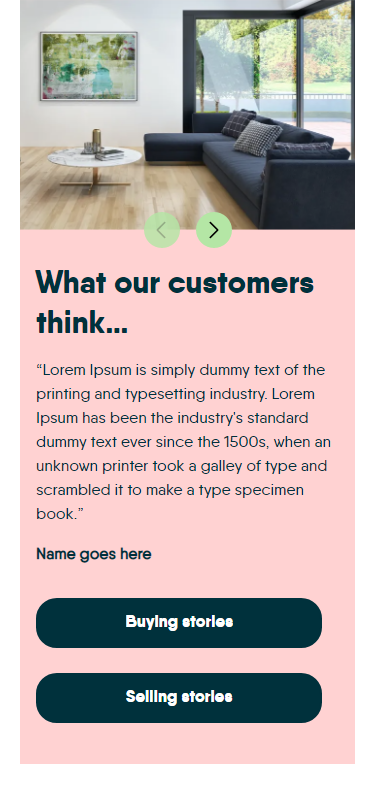 What our customers
think...
“Lorem Ipsum is simply dummy text of the
printing and typesetting industry. Lorem
Ipsum has been the industry's standard
dummy text ever since the 1500s, when an
unknown printer took a galley of type and
scrambled it to make a type specimen
book.”
Name goes here
Buying stories
Selling stories